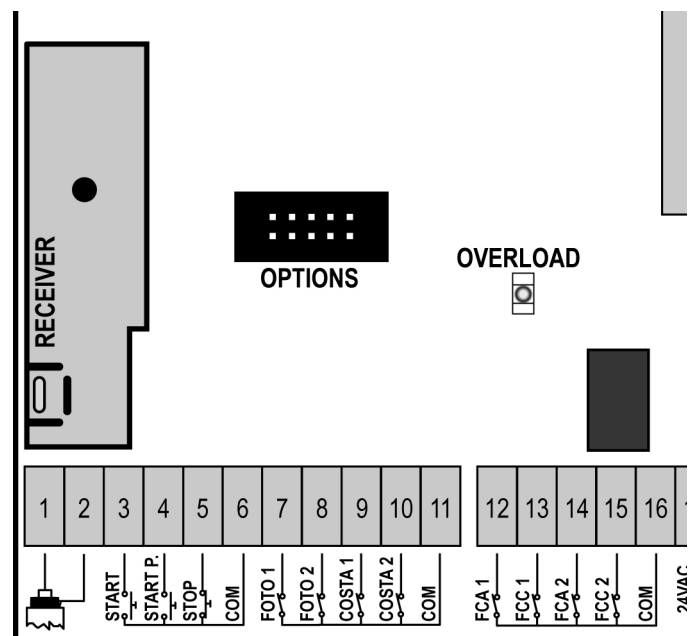 RECEIVER
OPTIONS
OVERLOAD
1 2 3 4 5 6 7 8 9 10 11 12 13 14 15 16
START
START P.
STOP
COM
FOTO 1
FOTO 2
COSTA 1
COSTA 2
COM
FCA 1
FCC 1
FCA 2
FCC 2
COM
24VAC